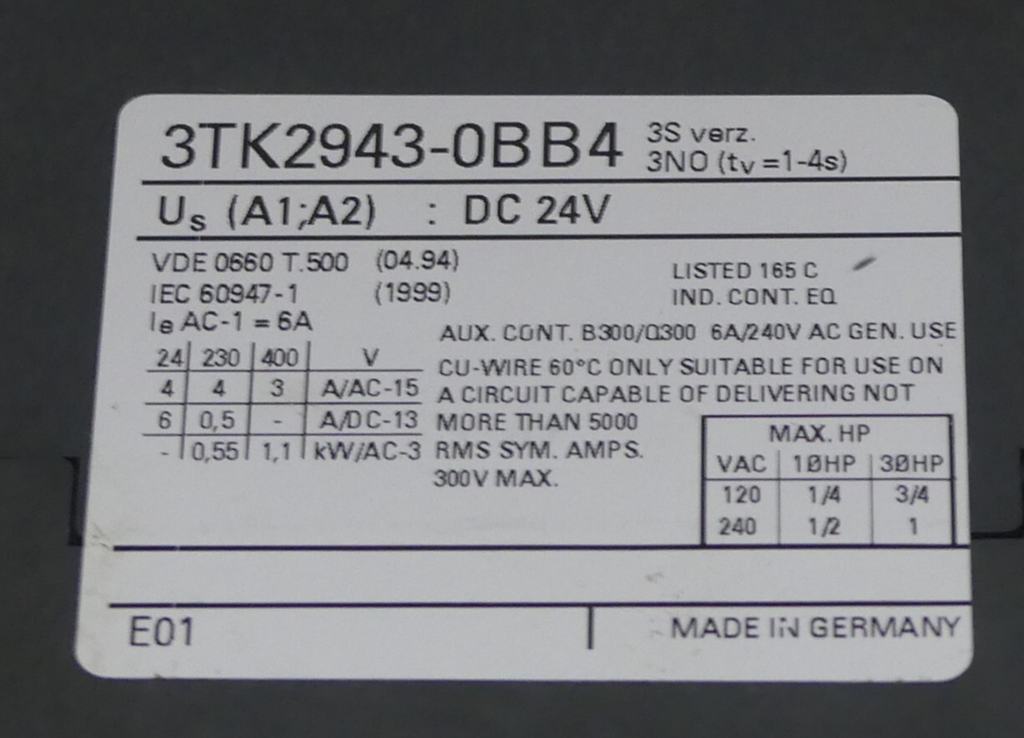 3TK2943-0BB4 3S verz.
3NO (tv =1-4s)
Us (A1;A2) : DC 24V
VDE 0660 T.500 (04.94)
IEC 60947-1 (1999)
Ie AC-1 = 6A
LISTED 165 C
IND. CONT. EQ
24 230 400 V
4 4 3 A/AC-15
6 0,5 - A/DC-13
- 0,55 1,1 kW/AC-3
AUX. CONT. B300/Q300 6A/240V AC GEN. USE
CU-WIRE 60°C ONLY SUITABLE FOR USE ON
A CIRCUIT CAPABLE OF DELIVERING NOT
MORE THAN 5000
RMS SYM. AMPS.
300V MAX.
MAX. HP
VAC 1ØHP 3ØHP
120 1/4 3/4
240 1/2 1
E01 MADE IN GERMANY